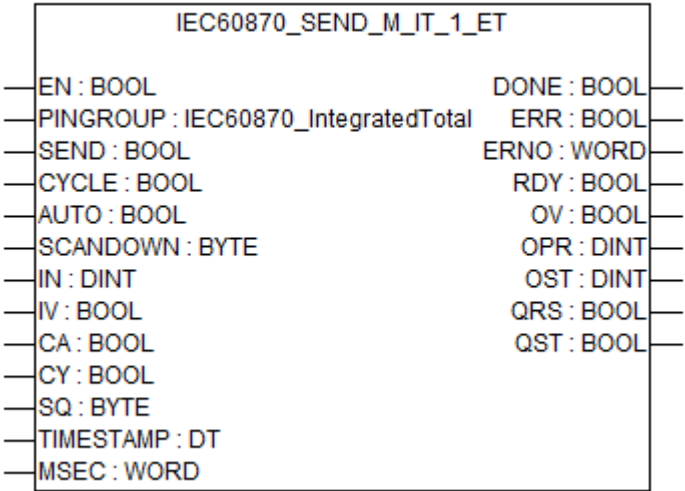 IEC60870_SEND_M_IT_1_ET
EN : BOOL DONE : BOOL
PINGROUP : IEC60870_IntegratedTotal ERR : BOOL
SEND : BOOL ERNO : WORD
CYCLE : BOOL RDY : BOOL
AUTO : BOOL OV : BOOL
SCANDOWN : BYTE OPR : DINT
IN : DINT OST : DINT
IV : BOOL QRS : BOOL
CA : BOOL QST : BOOL
CY : BOOL
SQ : BYTE
TIMESTAMP : DT
MSEC : WORD